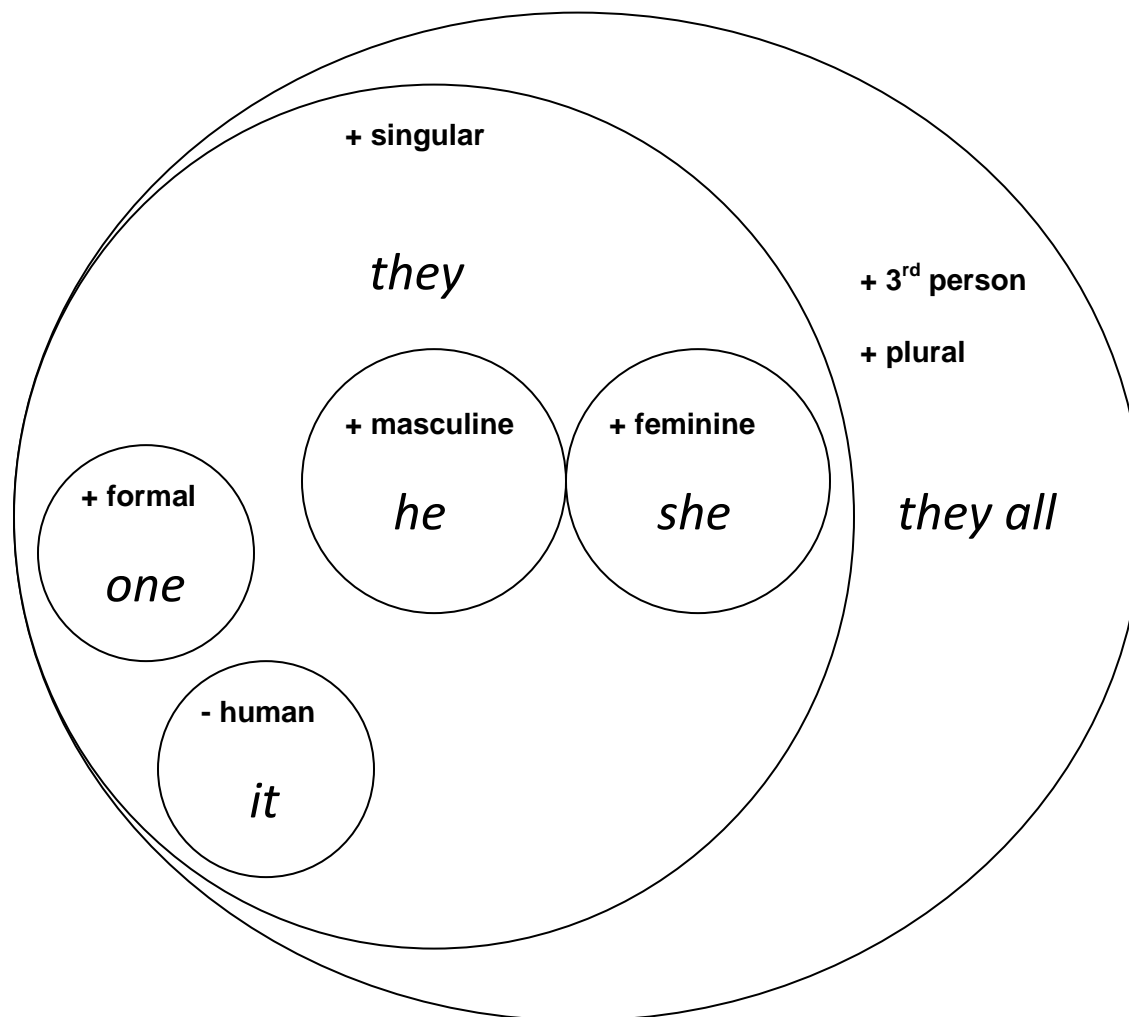 + singular
they
+ 3rd person
+ plural
+ masculine
he
+ feminine
she
they all
+ formal
one
- human
it